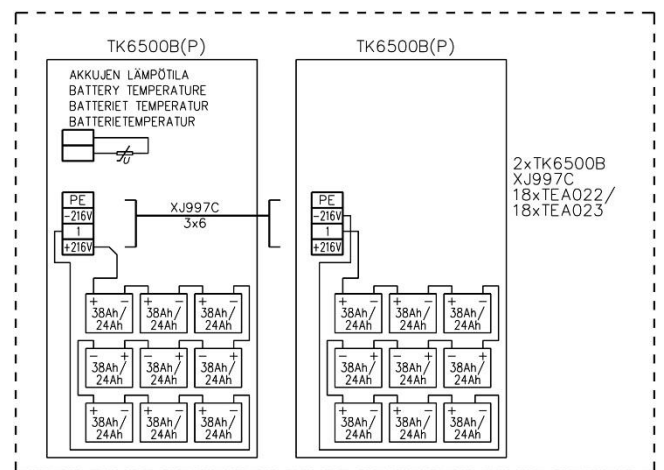 TK6500B(P)
TK6500B(P)
AKKUJEN LÄMPÖTILA
BATTERY TEMPERATURE
BATTERIET TEMPERATUR
BATTERIETEMPERATUR
U
PE
-216V
1
+216V
XJ997C
3x6
PE
-216V
1
+216V
2xTK6500B
XJ997C
18xTEA022/
18xTEA023
+ - + - + -
38Ah/ 38Ah/ 38Ah/
24Ah 24Ah 24Ah
- + - + - +
38Ah/ 38Ah/ 38Ah/
24Ah 24Ah 24Ah
+ - + - + -
38Ah/ 38Ah/ 38Ah/
24Ah 24Ah 24Ah
+ - + - + -
38Ah/ 38Ah/ 38Ah/
24Ah 24Ah 24Ah
- + - + - +
38Ah/ 38Ah/ 38Ah/
24Ah 24Ah 24Ah
+ - + - + -
38Ah/ 38Ah/ 38Ah/
24Ah 24Ah 24Ah